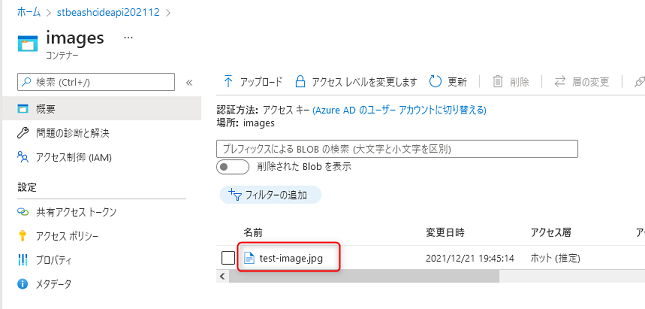 ホーム > stbeashcideapi202112 >
images ...
コンテナー
検索 (Ctrl+/) «
概要
問題の診断と解決
アクセス制御 (IAM)
設定
共有アクセス トークン
アクセス ポリシー
プロパティ
メタデータ
アップロード アクセス レベルを変更します 更新 削除 層の変更
認証方法: アクセス キー (Azure AD のユーザー アカウントに切り替える)
場所: images
プレフィックスによる BLOB の検索 (大文字と小文字を区別)
削除された Blob を表示
フィルターの追加
名前 変更日時 アクセス層
test-image.jpg 2021/12/21 19:45:14 ホット (推定)